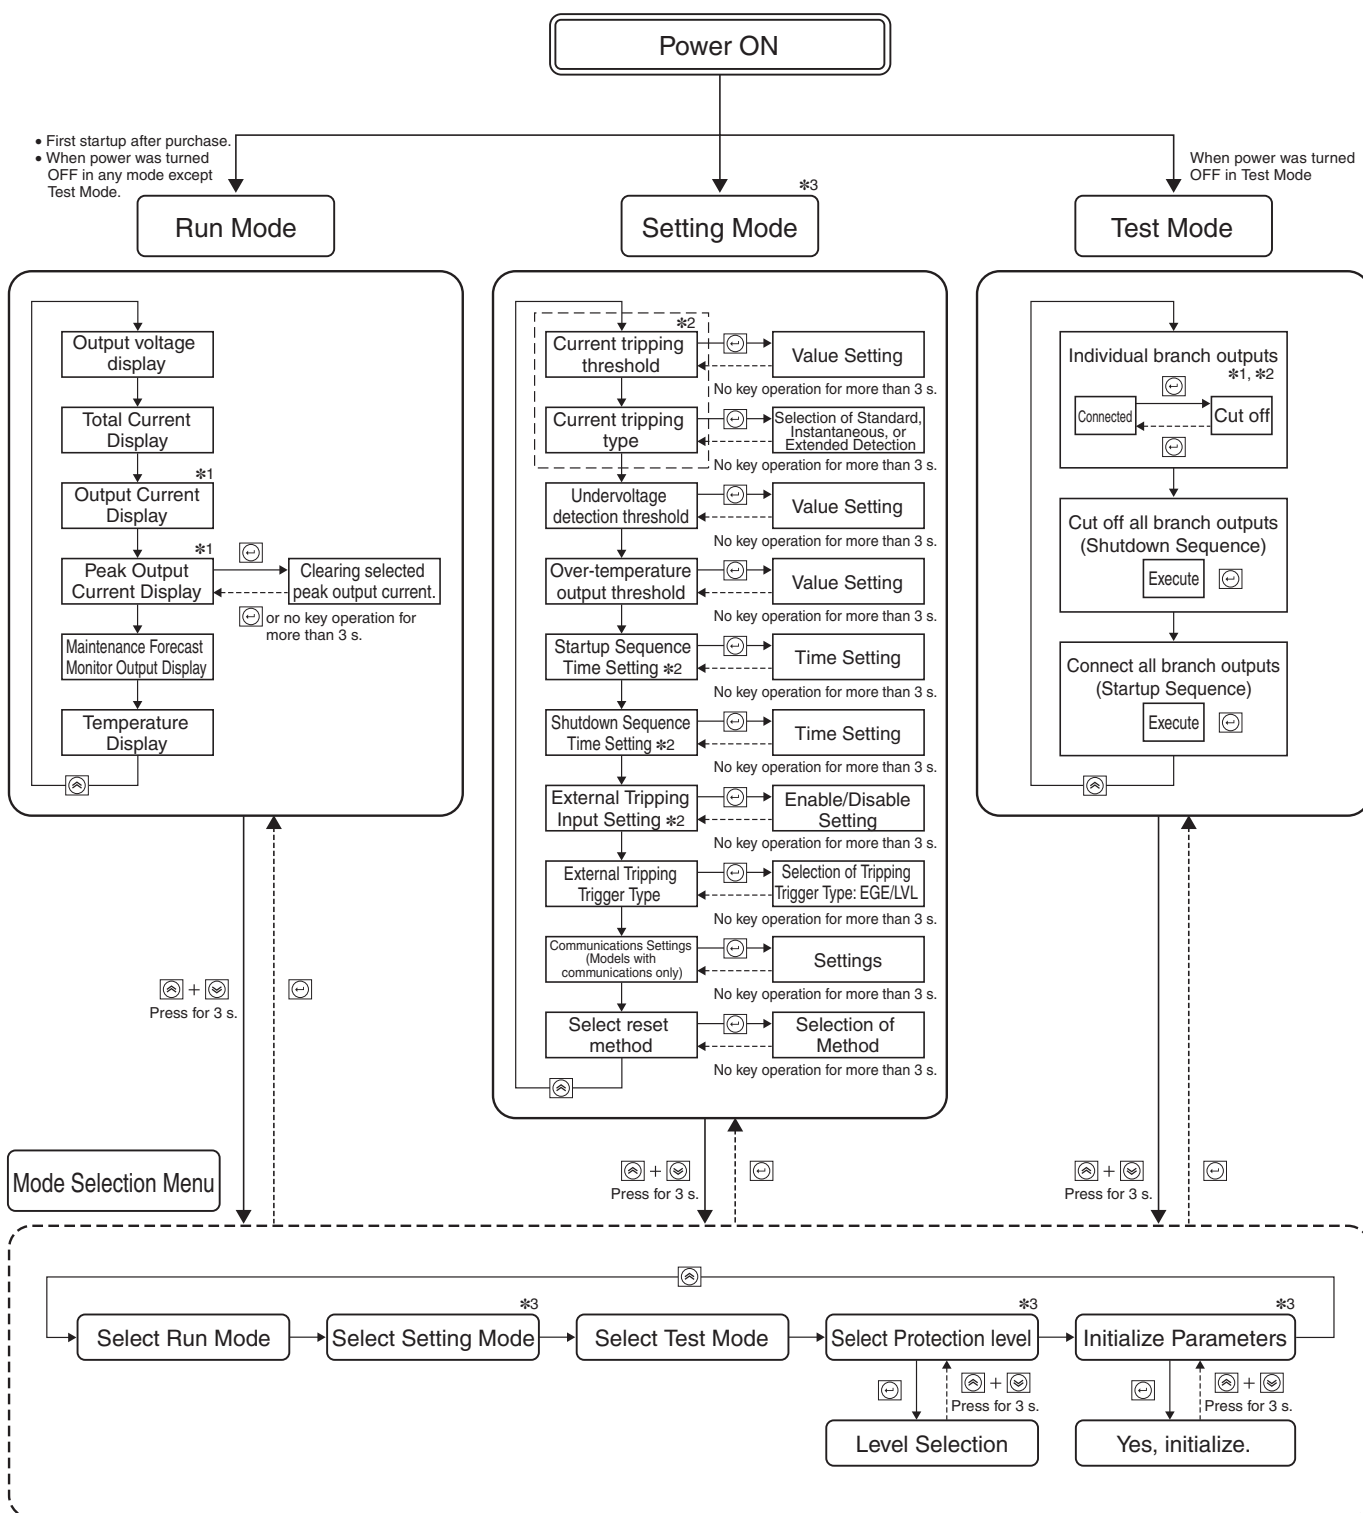 Power ON
• First startup after purchase.
• When power was turned
OFF in any mode except
Test Mode.
When power was turned
OFF in Test Mode
Run Mode
✻3
Setting Mode
Test Mode
Output voltage
display
Total Current
Display
✻1
Output Current
Display
✻1
Peak Output
Current Display
Clearing selected
peak output current.
or no key operation for
more than 3 s.
Maintenance Forecast
Monitor Output Display
Temperature
Display
✻2
Current tripping
threshold
Value Setting
No key operation for more than 3 s.
Current tripping
type
Selection of Standard,
Instantaneous, or
Extended Detection
No key operation for more than 3 s.
Undervoltage
detection threshold
Value Setting
No key operation for more than 3 s.
Over-temperature
output threshold
Value Setting
No key operation for more than 3 s.
Startup Sequence
Time Setting ✻2
Time Setting
No key operation for more than 3 s.
Shutdown Sequence
Time Setting ✻2
Time Setting
No key operation for more than 3 s.
External Tripping
Input Setting ✻2
Enable/Disable
Setting
No key operation for more than 3 s.
External Tripping
Trigger Type
Selection of Tripping
Trigger Type: EGE/LVL
No key operation for more than 3 s.
Communications Settings
(Models with
communications only)
Settings
No key operation for more than 3 s.
Select reset
method
Selection of
Method
No key operation for more than 3 s.
Individual branch outputs
✻1, ✻2
Connected
Cut off
Cut off all branch outputs
(Shutdown Sequence)
Execute
Connect all branch outputs
(Startup Sequence)
Execute
+
Press for 3 s.
+
Press for 3 s.
+
Press for 3 s.
Mode Selection Menu
Select Run Mode
✻3
Select Setting Mode
Select Test Mode
✻3
Select Protection level
✻3
Initialize Parameters
+
Press for 3 s.
+
Press for 3 s.
Level Selection
Yes, initialize.